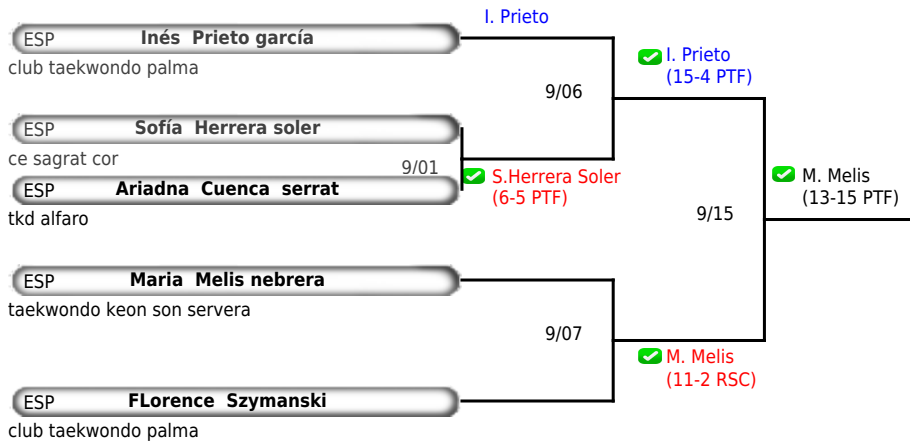 I. Prieto
ESP Inés Prieto garcía
club taekwondo palma
I. Prieto
(15-4 PTF)
9/06
ESP Sofía Herrera soler
ce sagrat cor
9/01
S.Herrera Soler
(6-5 PTF)
ESP Ariadna Cuenca serrat
tkd alfaro
M. Melis
(13-15 PTF)
9/15
ESP Maria Melis nebrera
taekwondo keon son servera
9/07
M. Melis
(11-2 RSC)
ESP FLorence Szymanski
club taekwondo palma